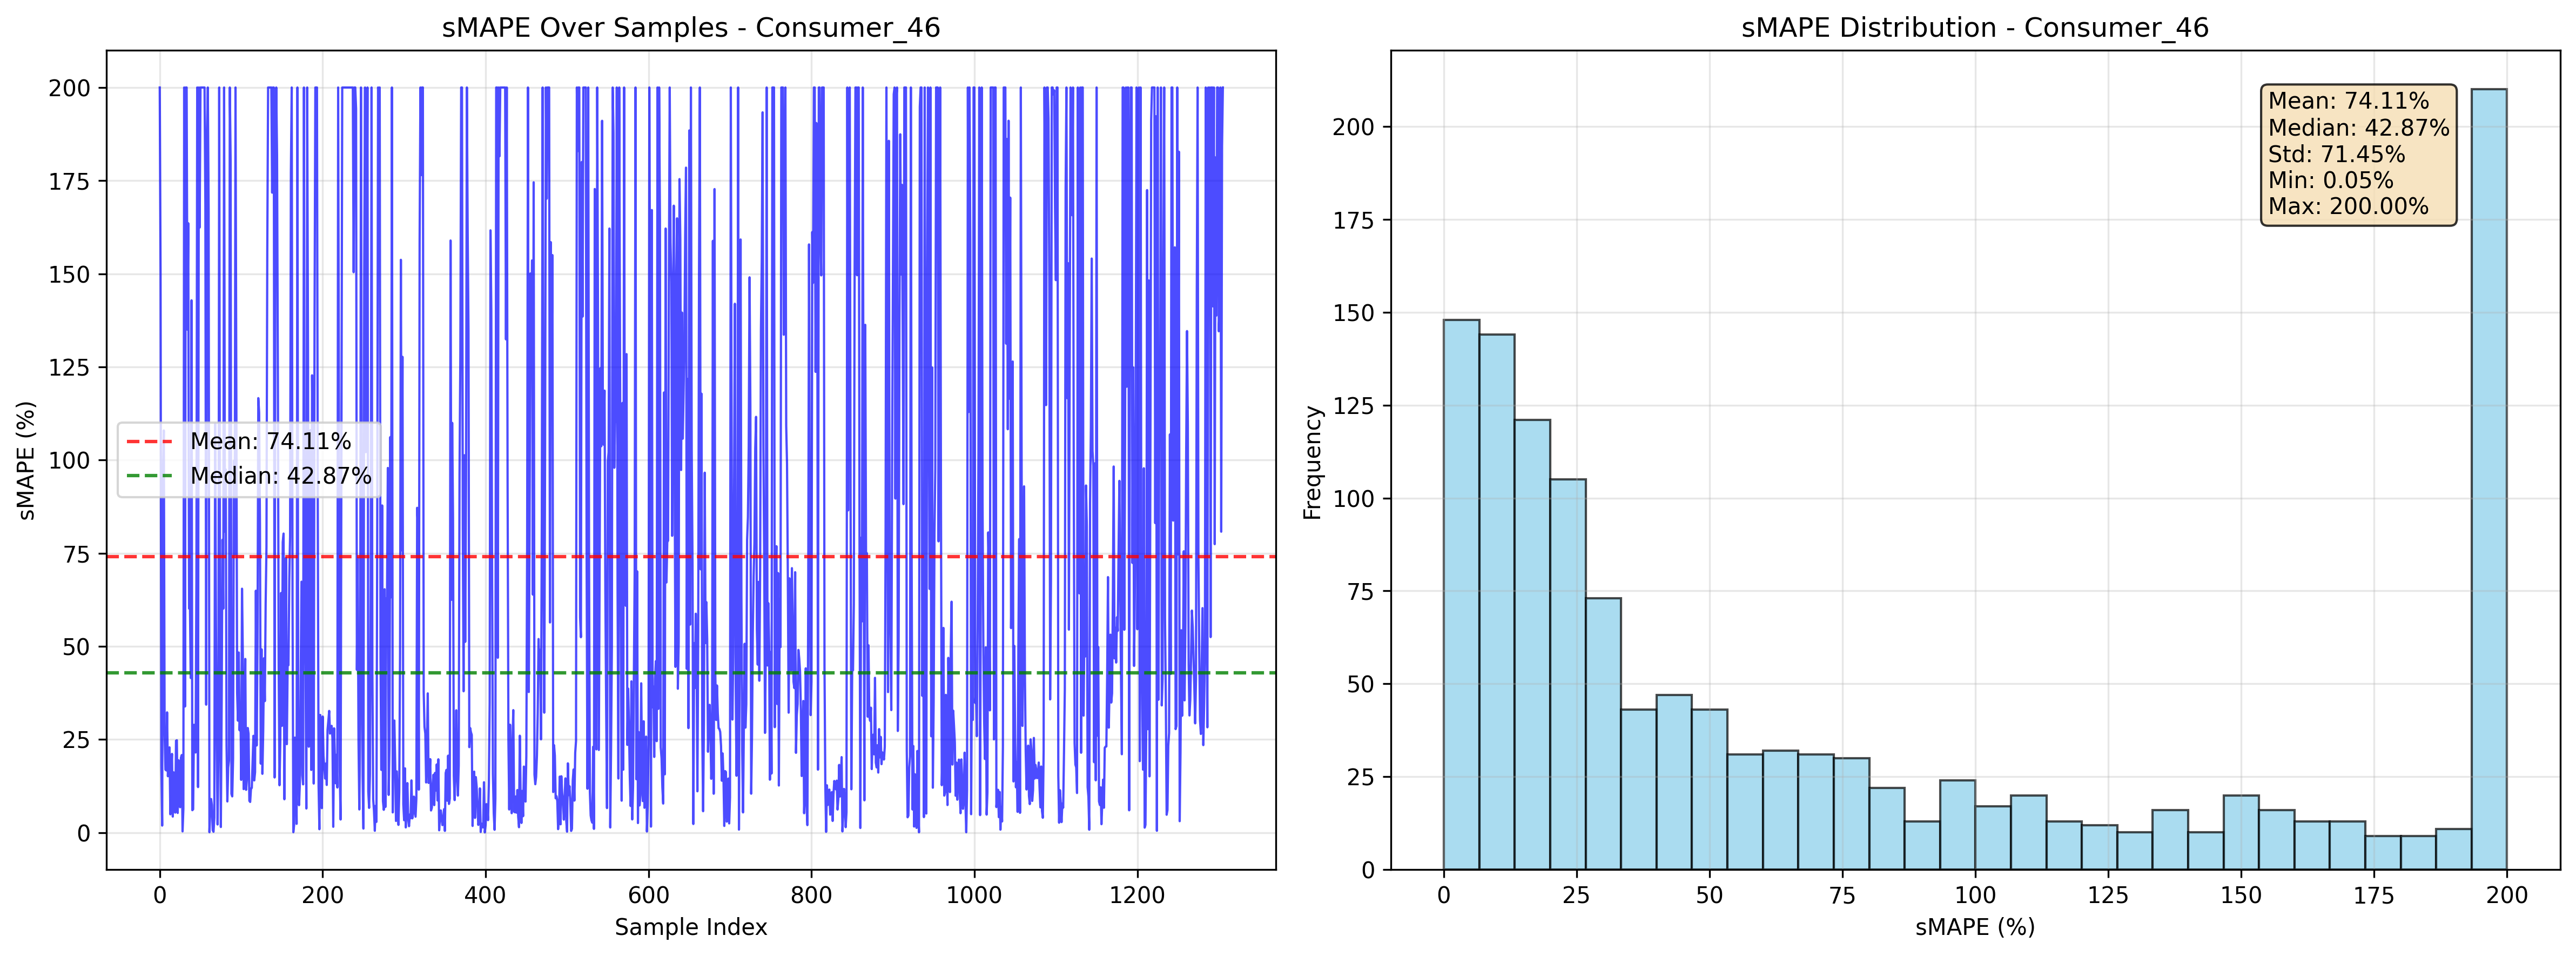 sMAPE Over Samples - Consumer_46
sMAPE (%)
200
175
150
125
100
75
50
25
0
Mean: 74.11%
Median: 42.87%
0 200 400 600 800 1000 1200
Sample Index
sMAPE Distribution - Consumer_46
Frequency
200
175
150
125
100
75
50
25
0
Mean: 74.11%
Median: 42.87%
Std: 71.45%
Min: 0.05%
Max: 200.00%
0 25 50 75 100 125 150 175 200
sMAPE (%)